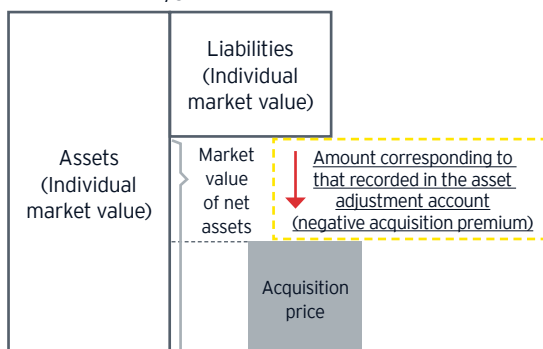 Liabilities
(Individual
market value)
Assets
(Individual
market value)
Market
value
of net
assets
Amount corresponding to
that recorded in the asset
adjustment account
(negative acquisition premium)
Acquisition
price